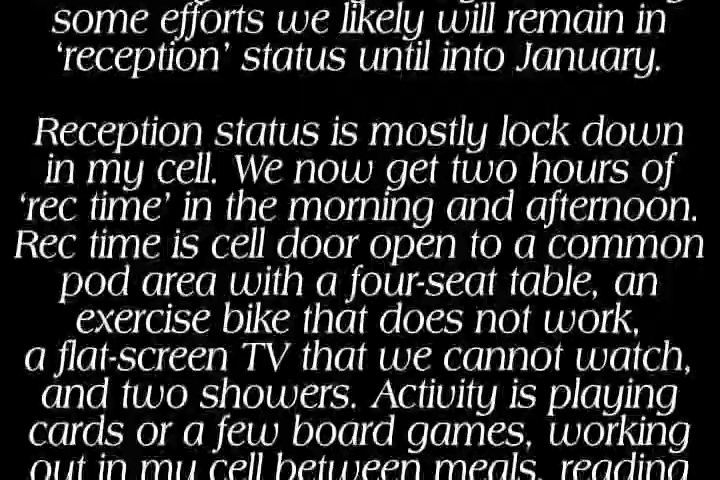 some efforts we likely will remain in
‘reception’ status until into January.
Reception status is mostly lock down
in my cell. We now get two hours of
‘rec time’ in the morning and afternoon.
Rec time is cell door open to a common
pod area with a four-seat table, an
exercise bike that does not work,
a flat-screen TV that we cannot watch,
and two showers. Activity is playing
cards or a few board games, working
out in my cell between meals, reading